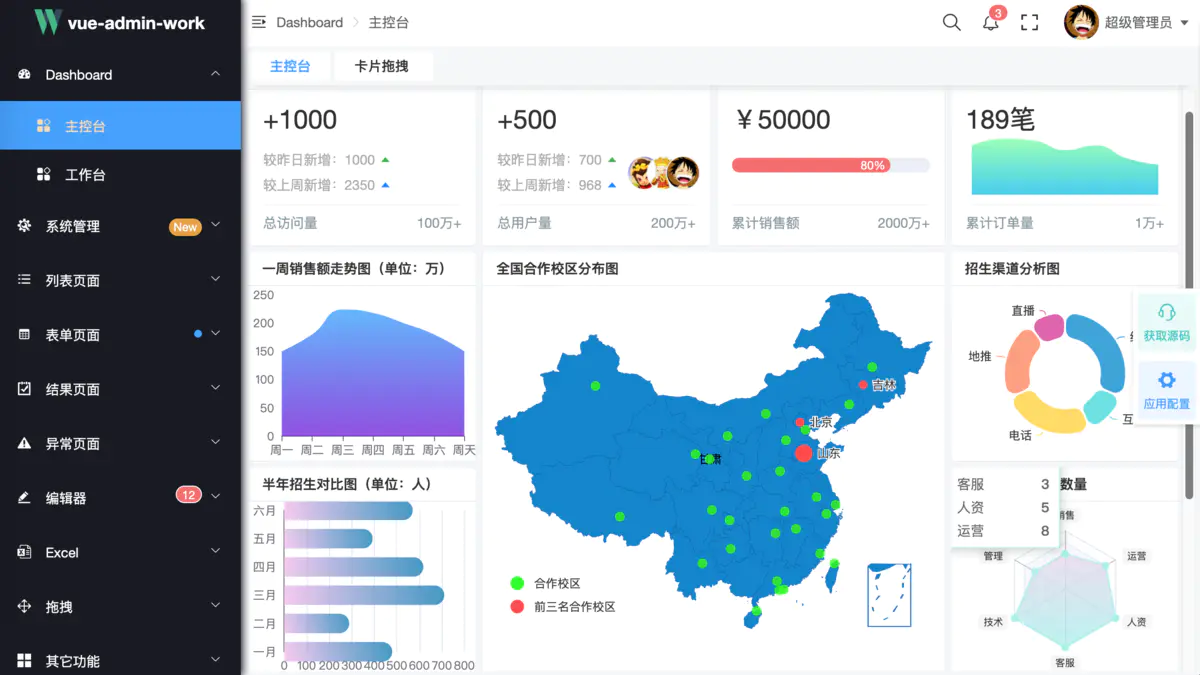 vue-admin-work
Dashboard
主控台
工作台
系统管理
New
列表页面
表单页面
结果页面
异常页面
编辑器
12
Excel
拖拽
其它功能
Dashboard
主控台
3
超级管理员
主控台
卡片拖拽
+1000
较昨日新增：1000
较上周新增：2350
总访问量
100万+
+500
较昨日新增：700
较上周新增：968
总用户量
200万+
￥50000
80%
累计销售额
2000万+
189笔
累计订单量
1万+
一周销售额走势图（单位：万）
250
200
150
100
50
0
周一 周二 周三 周四 周五 周六 周天
半年招生对比图（单位：人）
六月
五月
四月
三月
二月
一月
0 100 200 300 400 500 600 700 800
全国合作校区分布图
吉林
北京
山东
甘肃
合作校区
前三名合作校区
招生渠道分析图
直播
地推
电话
互
获取源码
应用配置
客服 3
人资 5
运营 8
数量
销售
管理
运营
技术
人资
客服